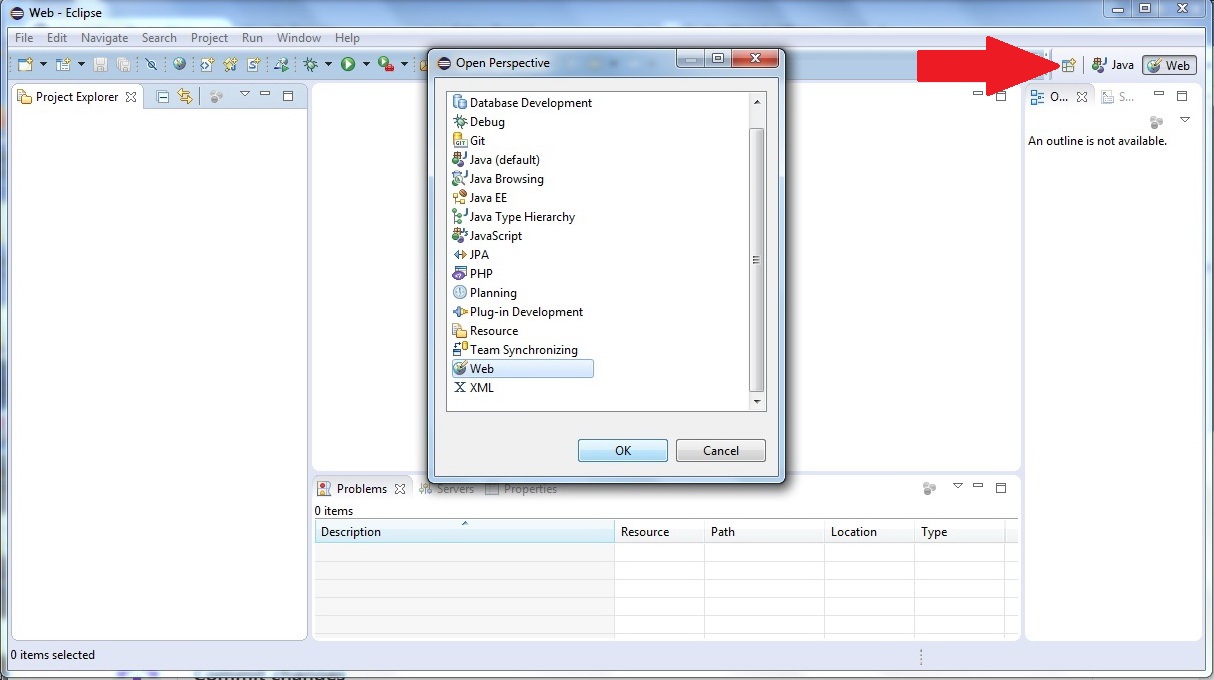 Web - Eclipse
File Edit Navigate Search Project Run Window Help
Java Web
Project Explorer
Open Perspective
Database Development
Debug
Git
Java (default)
Java Browsing
Java EE
Java Type Hierarchy
JavaScript
JPA
PHP
Planning
Plug-in Development
Resource
Team Synchronizing
Web
XML
OK Cancel
O... S...
An outline is not available.
Problems Servers Properties
0 items
Description Resource Path Location Type
0 items selected
Commit changes